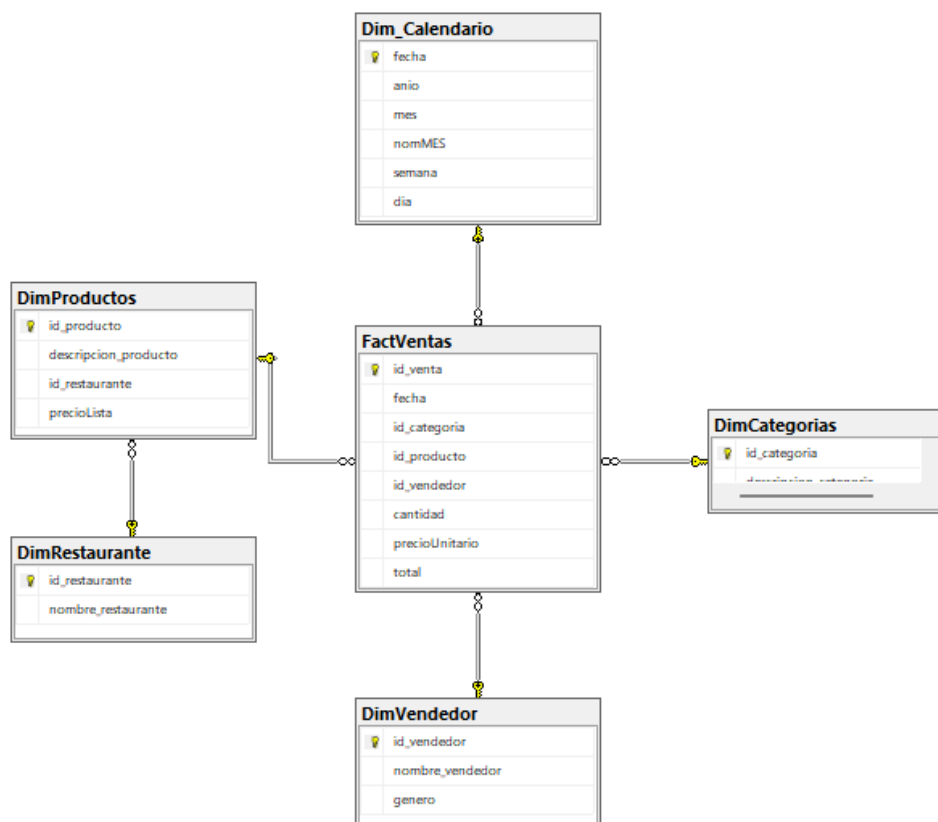 Dim_Calendario
fecha
anio
mes
nomMES
semana
dia
DimProductos
id_producto
descripcion_producto
id_restaurante
precioLista
FactVentas
id_venta
fecha
id_categoria
id_producto
id_vendedor
cantidad
precioUnitario
total
DimCategorias
id_categoria
DimRestaurante
id_restaurante
nombre_restaurante
DimVendedor
id_vendedor
nombre_vendedor
genero